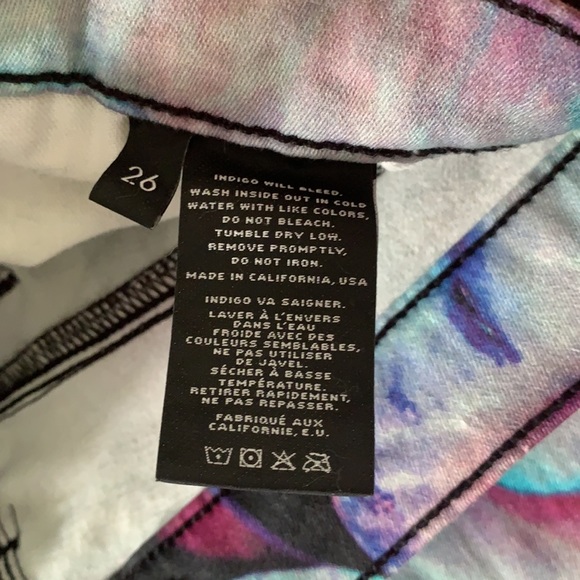 26
INDIGO WILL BLEED.
WASH INSIDE OUT IN COLD
WATER WITH LIKE COLORS,
DO NOT BLEACH.
TUMBLE DRY LOW.
REMOVE PROMPTLY,
DO NOT IRON.
MADE IN CALIFORNIA, USA
INDIGO VA SAIGNER.
LAVER À L'ENVERS
DANS L'EAU
FROIDE AVEC DES
COULEURS SEMBLABLES,
NE PAS UTILISER
DE JAVEL.
SÉCHER À BASSE
TEMPÉRATURE.
RETIRER RAPIDEMENT,
NE PAS REPASSER.
FABRIQUÉ AUX
CALIFORNIE, E.U.